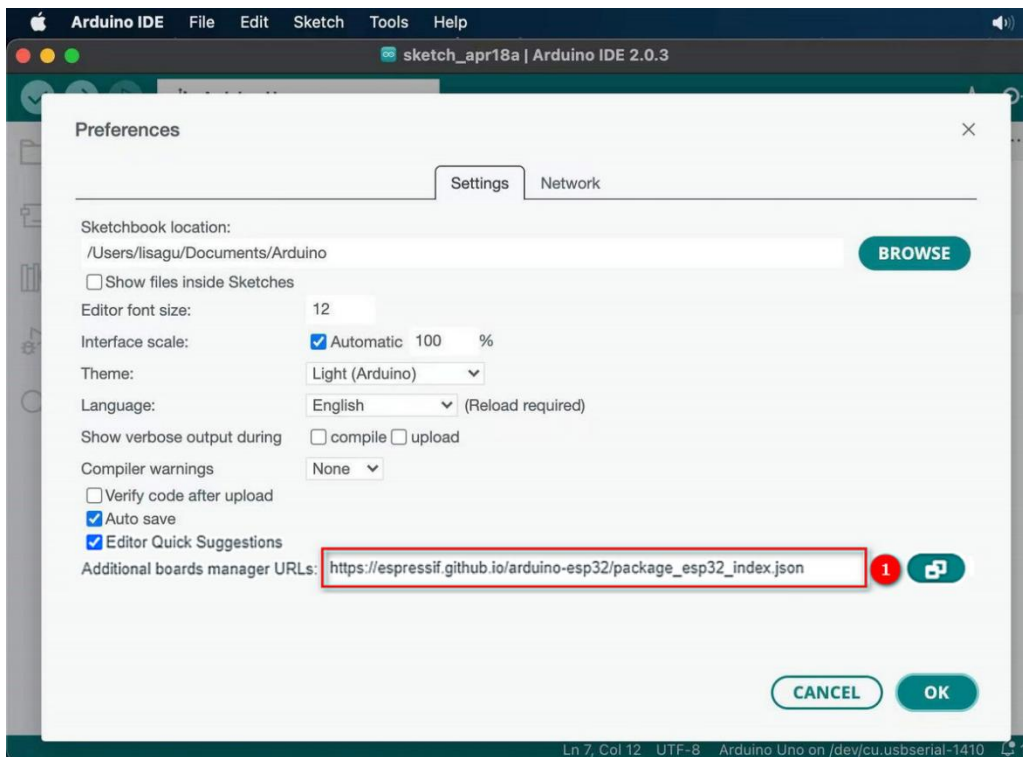 Arduino IDE File Edit Sketch Tools Help
sketch_apr18a | Arduino IDE 2.0.3
Preferences
Settings Network
Sketchbook location:
/Users/lisagu/Documents/Arduino
BROWSE
Show files inside Sketches
Editor font size: 12
Interface scale: Automatic 100 %
Theme: Light (Arduino)
Language: English (Reload required)
Show verbose output during compile upload
Compiler warnings None
Verify code after upload
Auto save
Editor Quick Suggestions
Additional boards manager URLs: https://espressif.github.io/arduino-esp32/package_esp32_index.json 1
CANCEL OK
Ln 7, Col 12 UTF-8 Arduino Uno on /dev/cu.usbserial-1410